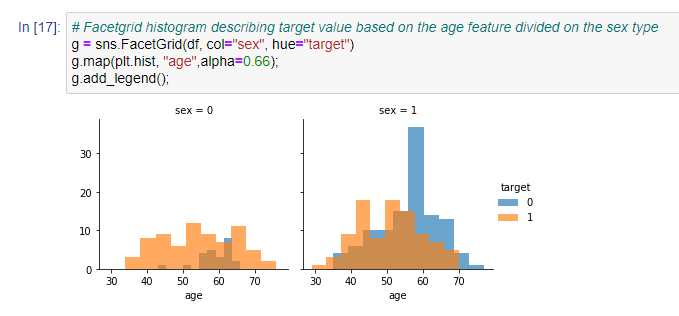 In [17]: # Facetgrid histogram describing target value based on the age feature divided on the sex type
g = sns.FacetGrid(df, col="sex", hue="target")
g.map(plt.hist, "age",alpha=0.66);
g.add_legend();
sex = 0
sex = 1
30
20
10
0
30 40 50 60 70
30 40 50 60 70
age
age
target
0
1